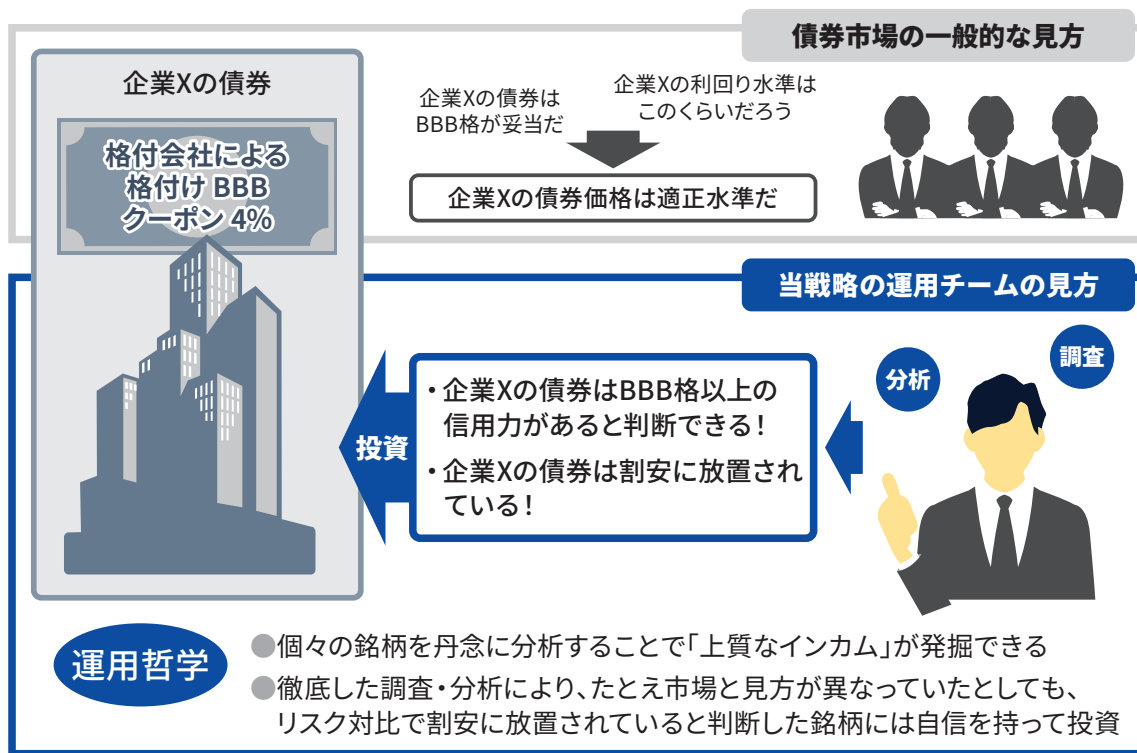 債券市場の一般的な見方
企業Xの債券
格付会社による
格付け BBB
クーポン 4%
企業Xの債券は
BBB格が妥当だ
企業Xの利回り水準は
このくらいだろう
企業Xの債券価格は適正水準だ
当戦略の運用チームの見方
分析
調査
投資
・企業Xの債券はBBB格以上の
信用力があると判断できる！
・企業Xの債券は割安に放置され
ている！
運用哲学
●個々の銘柄を丹念に分析することで「上質なインカム」が発掘できる
●徹底した調査・分析により、たとえ市場と見方が異なっていたとしても、
リスク対比で割安に放置されていると判断した銘柄には自信を持って投資